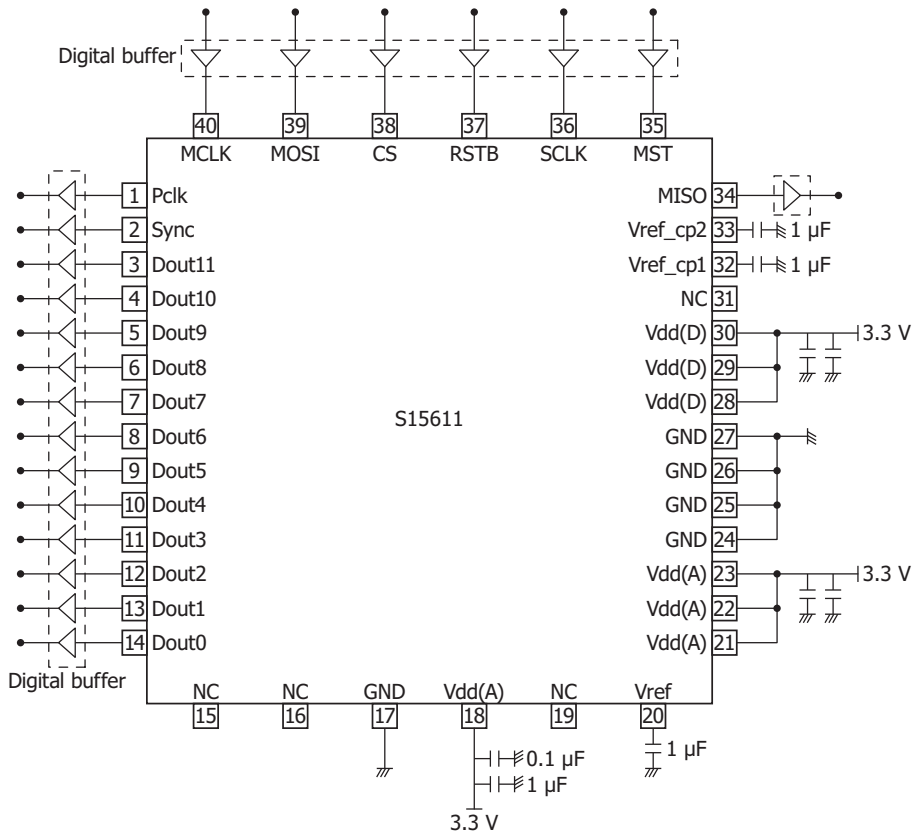 Digital buffer
40 39 38 37 36 35
MCLK MOSI CS RSTB SCLK MST
1 Pclk
2 Sync
3 Dout11
4 Dout10
5 Dout9
6 Dout8
7 Dout7
8 Dout6
9 Dout5
10 Dout4
11 Dout3
12 Dout2
13 Dout1
14 Dout0
Digital buffer
S15611
MISO 34
Vref_cp2 33 1 µF
Vref_cp1 32 1 µF
NC 31
Vdd(D) 30 3.3 V
Vdd(D) 29
Vdd(D) 28
GND 27
GND 26
GND 25
GND 24
Vdd(A) 23 3.3 V
Vdd(A) 22
Vdd(A) 21
NC NC GND Vdd(A) NC Vref
15 16 17 18 19 20
0.1 µF
1 µF
3.3 V
1 µF